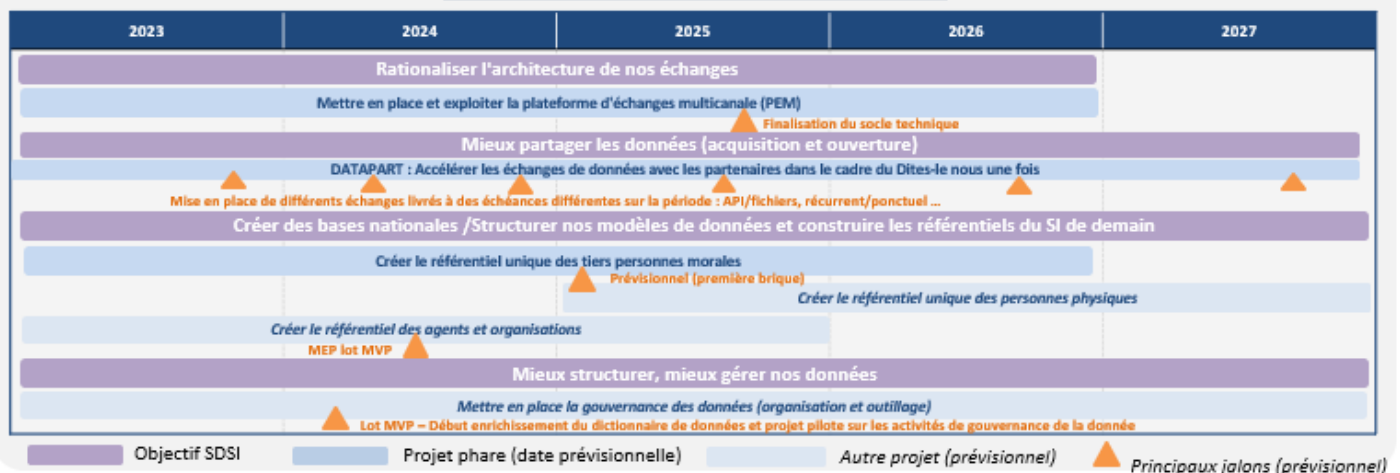 2023 2024 2025 2026 2027
Rationaliser l'architecture de nos échanges
Mettre en place et exploiter la plateforme d'échanges multicanale (PEM)
Finalisation du socle technique
Mieux partager les données (acquisition et ouverture)
DATAPART : Accélérer les échanges de données avec les partenaires dans le cadre du Dites-le nous une fois
Mise en place de différents échanges livrés à des échéances différentes sur la période : API/fichiers, récurrent/ponctuel ...
Créer des bases nationales /Structurer nos modèles de données et construire les référentiels du SI de demain
Créer le référentiel unique des tiers personnes morales
Prévisionnel (première brique)
Créer le référentiel unique des personnes physiques
Créer le référentiel des agents et organisations
MEP lot MVP
Mieux structurer, mieux gérer nos données
Mettre en place la gouvernance des données (organisation et outillage)
Lot MVP – Début enrichissement du dictionnaire de données et projet pilote sur les activités de gouvernance de la donnée
Objectif SDSI Projet phare (date prévisionnelle) Autre projet (prévisionnel) Principaux jalons (prévisionnel)